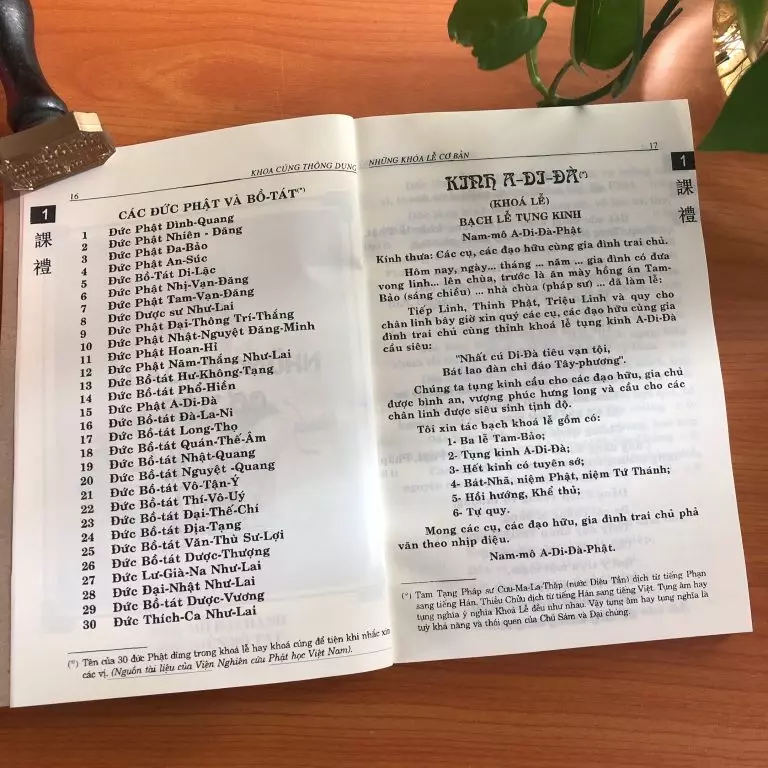 16
KHOA CÚNG THÔNG DỤNG
1
課
禮
CÁC ĐỨC PHẬT VÀ BỒ-TÁT(*)
1 Đức Phật Đình-Quang
2 Đức Phật Nhiên - Đăng
3 Đức Phật Đa-Bảo
4 Đức Phật An-Súc
5 Đức Bồ-Tát Di-Lặc
6 Đức Phật Nhị-Vạn-Đăng
7 Đức Phật Tam-Vạn-Đăng
8 Đức Dược sư Như-Lai
9 Đức Phật Đại-Thông Trí-Thắng
10 Đức Phật Nhật-Nguyệt Đăng-Minh
11 Đức Phật Hoan-Hỉ
12 Đức Phật Năm-Thắng Như-Lai
13 Đức Bồ-tát Hư-Không-Tạng
14 Đức Bồ-tát Phổ-Hiền
15 Đức Phật A-Di-Đà
16 Đức Bồ-tát Đà-La-Ni
17 Đức Bồ-tát Long-Thọ
18 Đức Bồ-tát Quán-Thế-Âm
19 Đức Bồ-tát Nhật-Quang
20 Đức Bồ-tát Nguyệt -Quang
21 Đức Bồ-tát Vô-Tận-Ý
22 Đức Bồ-tát Thí-Vô-Uý
23 Đức Bồ-tát Đại-Thế-Chí
24 Đức Bồ-tát Địa-Tạng
25 Đức Bồ-tát Văn-Thù Sư-Lợi
26 Đức Bồ-tát Dược-Thượng
27 Đức Lư-Già-Na Như-Lai
28 Đức Đại-Nhật Như-Lai
29 Đức Bồ-tát Dược-Vương
30 Đức Thích-Ca Như-Lai
(*) Tên của 30 đức Phật dùng trong khoá lễ hay khoá cúng để tiện khi nhắc xin
các vị. (Nguồn tài liệu của Viện Nghiên cứu Phật học Việt Nam).
NHỮNG KHÓA LỄ CƠ BẢN
17
1
課
禮
KINH A-DI-ĐÀ(*)
(KHOÁ LỄ)
BẠCH LỄ TỤNG KINH
Nam-mô A-Di-Đà-Phật
Kính thưa: Các cụ, các đạo hữu cùng gia đình trai chủ.
Hôm nay, ngày... tháng ... năm ... gia đình có đưa
vong linh... lên chùa, trước là ân mày hồng ân Tam-
Bảo (sáng chiều) ... nhà chùa (pháp sư) ... đã làm lễ:
Tiếp Linh, Thỉnh Phật, Triệu Linh và quy cho
chân linh bây giờ xin quý các cụ, các đạo hữu cùng gia
đình trai chủ cùng thỉnh khoá lễ tụng kinh A-Di-Đà
cầu siêu:
"Nhất cú Di-Đà tiêu vạn tội,
Bát lao đàn chỉ đáo Tây-phương".
Chúng ta tụng kinh cầu cho các đạo hữu, gia chủ
được bình an, vượng phúc hưng long và cầu cho các
chân linh được siêu sinh tịnh độ.
Tôi xin tác bạch khoá lễ gồm có:
1- Ba lễ Tam-Bảo;
2- Tụng kinh A-Di-Đà;
3- Hết kinh có tuyên sớ;
4- Bát-Nhã, niệm Phật, niệm Tứ Thánh;
5- Hồi hướng, Khể thủ;
6- Tự quy.
Mong các cụ, các đạo hữu, gia đình trai chủ phả
văn theo nhịp điệu.
Nam-mô A-Di-Đà-Phật.
(*) Tam Tạng Pháp sư Cưu-Ma-La-Thập (nước Diêu Tần) dịch từ tiếng Phạn
sang tiếng Hán. Thiều Chửu dịch từ tiếng Hán sang tiếng Việt. Tụng âm hay
tụng nghĩa ý nghĩa Khoá Lễ đều như nhau. Vậy tụng âm hay tụng nghĩa là
tuỳ khả năng và thói quen của Chủ Sám và Đại chúng.